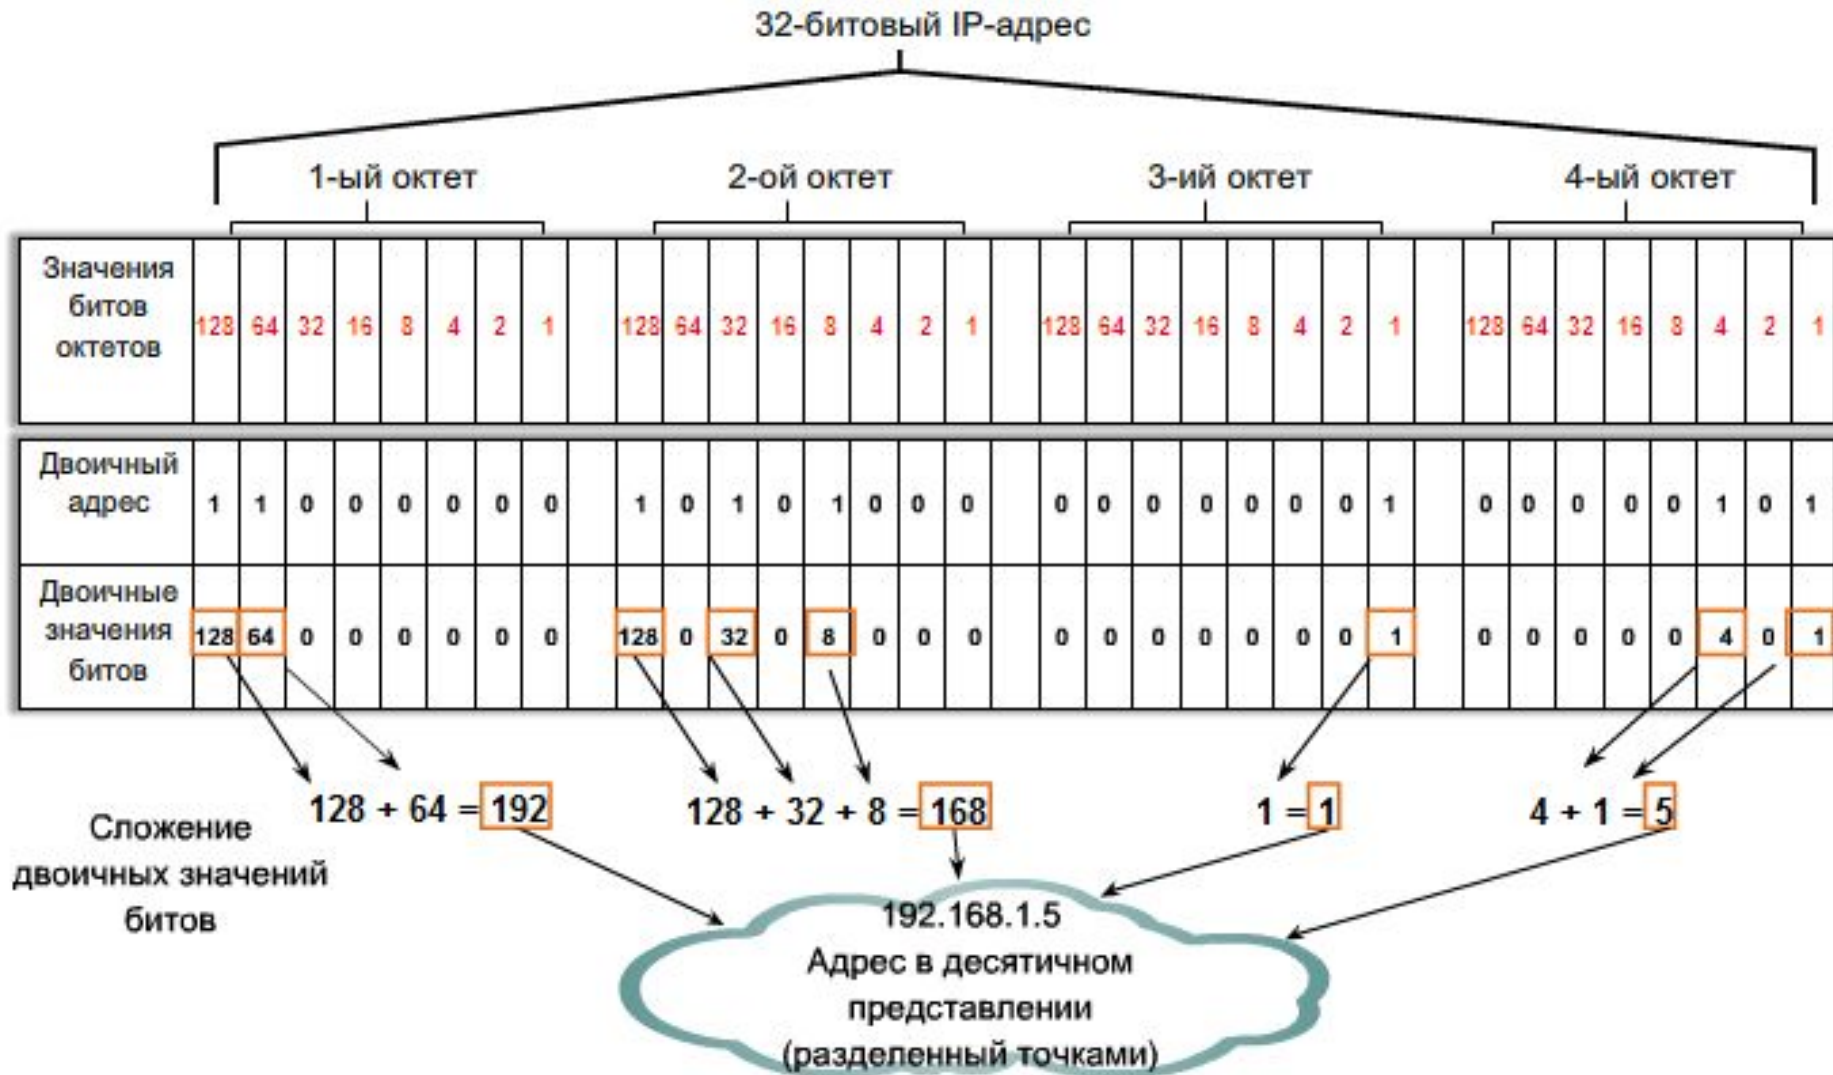 32-битовый IP-адрес
1-ый октет 2-ой октет 3-ий октет 4-ый октет
Значения
битов
октетов
128 64 32 16 8 4 2 1 128 64 32 16 8 4 2 1 128 64 32 16 8 4 2 1 128 64 32 16 8 4 2 1
Двоичный
адрес
1 1 0 0 0 0 0 0 1 0 1 0 1 0 0 0 0 0 0 0 0 0 0 1 0 0 0 0 0 1 0 1
Двоичные
значения
битов
128 64 0 0 0 0 0 0 128 0 32 0 8 0 0 0 0 0 0 0 0 0 0 1 0 0 0 0 0 4 0 1
128 + 64 = 192 128 + 32 + 8 = 168 1 = 1 4 + 1 = 5
Сложение
двоичных значений
битов
192.168.1.5
Адрес в десятичном
представлении
(разделенный точками)